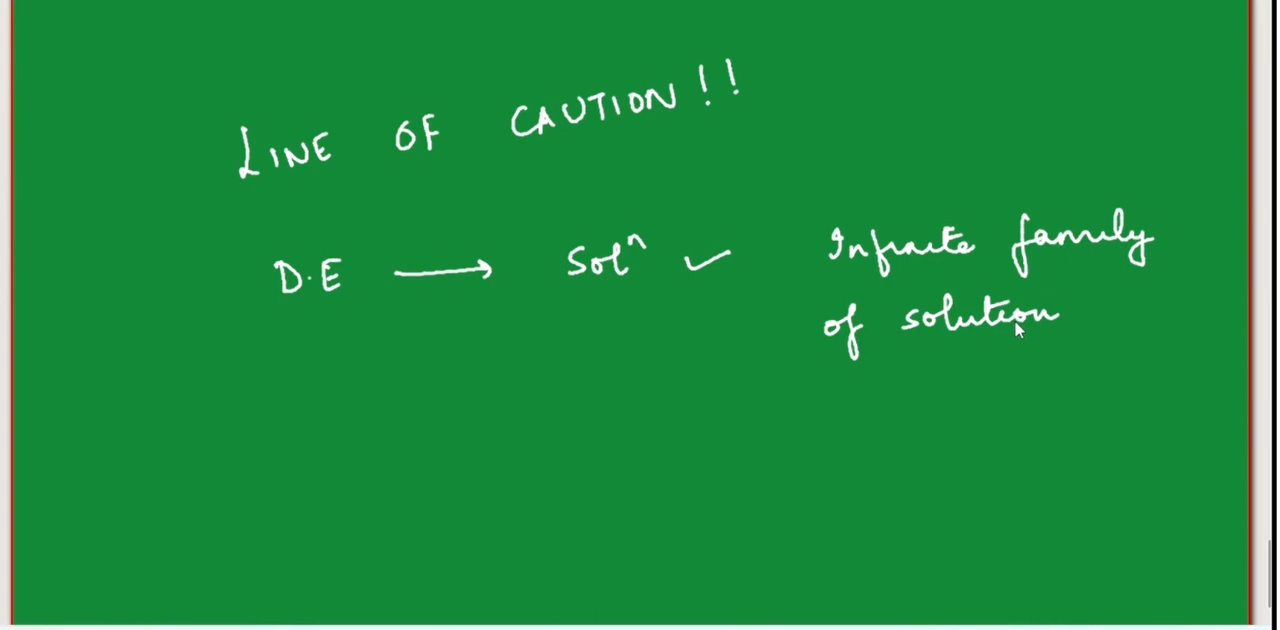 LINE OF CAUTION!!
D.E → Solⁿ ✓ Infinite family
of solution